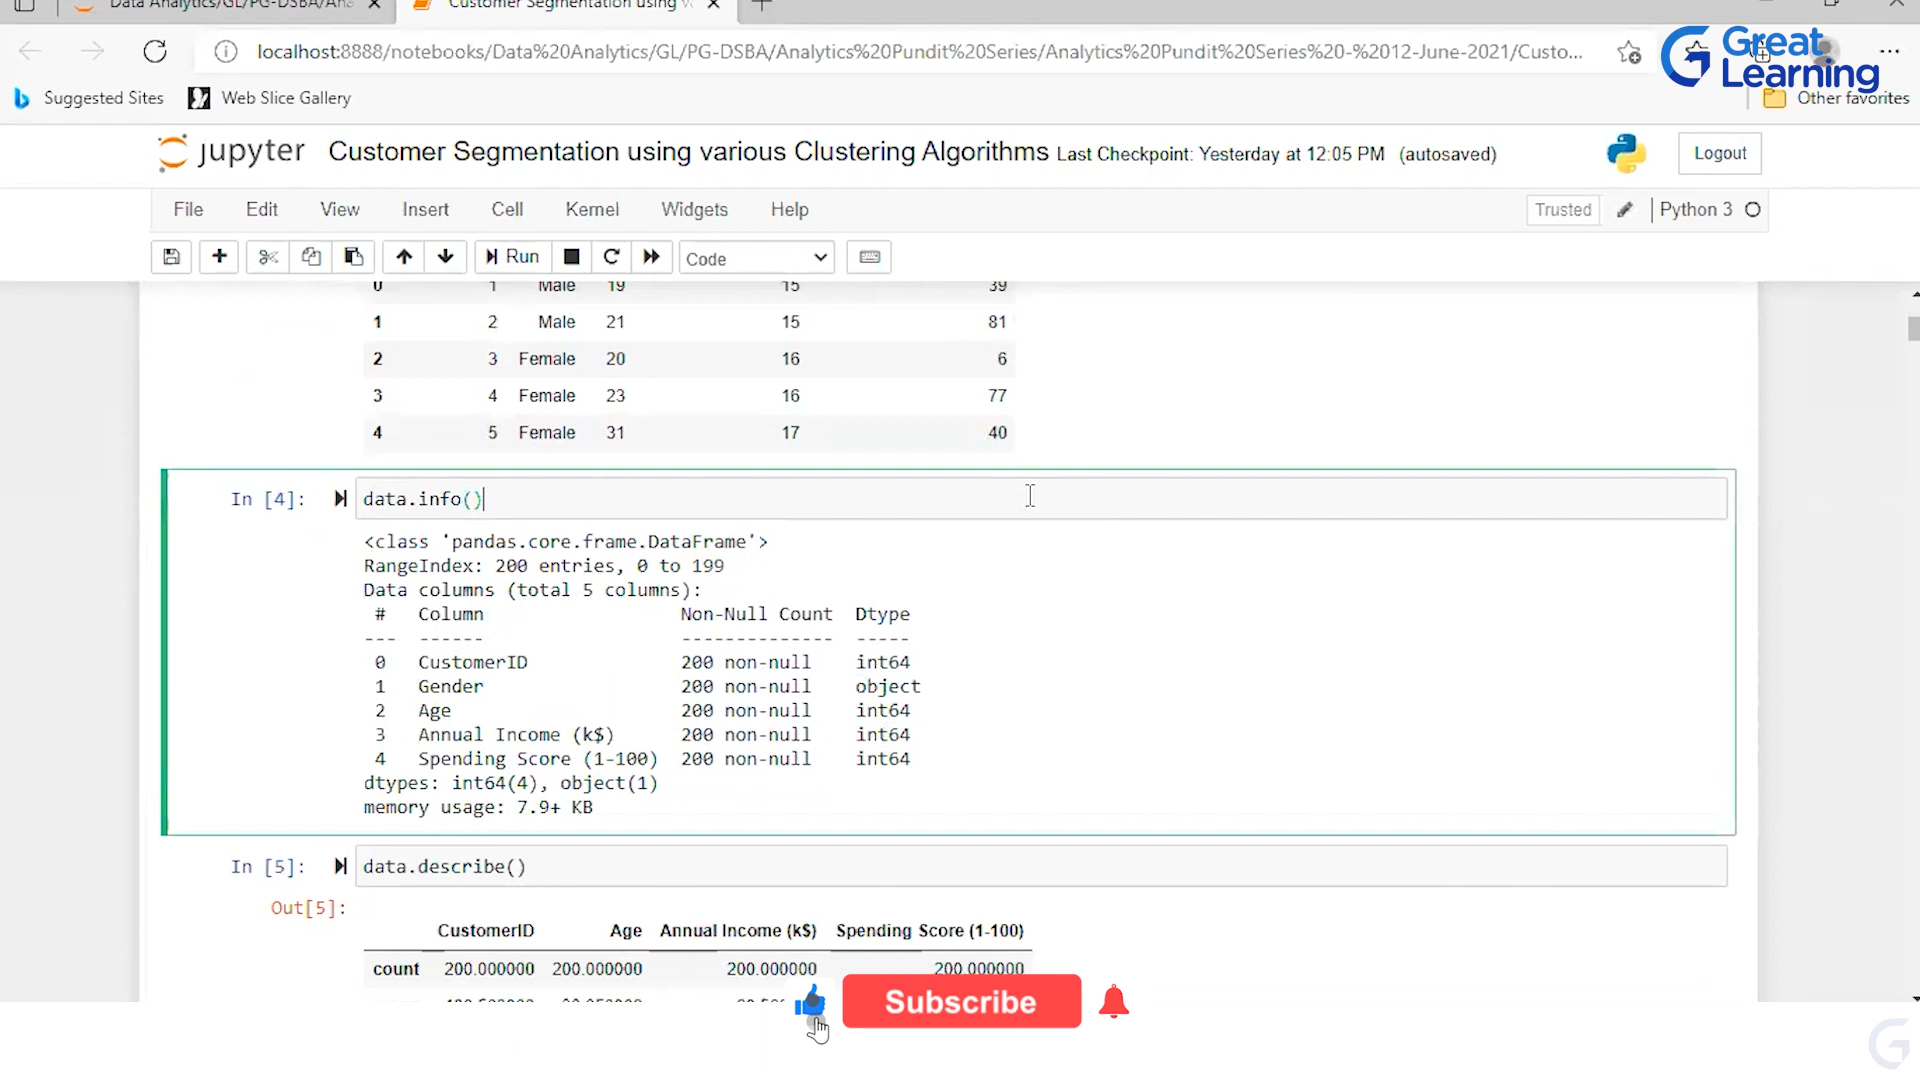 Data Analytics/GL/PG-DSBA/Ana
Customer Segmentation using v
localhost:8888/notebooks/Data%20Analytics/GL/PG-DSBA/Analytics%20Pundit%20Series/Analytics%20Pundit%20Series%20-%2012-June-2021/Custo...
Great
Learning
Suggested Sites Web Slice Gallery Other favorites
jupyter Customer Segmentation using various Clustering Algorithms Last Checkpoint: Yesterday at 12:05 PM (autosaved) Logout
File Edit View Insert Cell Kernel Widgets Help Trusted Python 3
Run Code
0 1 Male 19 15 39
1 2 Male 21 15 81
2 3 Female 20 16 6
3 4 Female 23 16 77
4 5 Female 31 17 40
In [4]: data.info()
<class 'pandas.core.frame.DataFrame'>
RangeIndex: 200 entries, 0 to 199
Data columns (total 5 columns):
# Column Non-Null Count Dtype
--- ------ -------------- -----
0 CustomerID 200 non-null int64
1 Gender 200 non-null object
2 Age 200 non-null int64
3 Annual Income (k$) 200 non-null int64
4 Spending Score (1-100) 200 non-null int64
dtypes: int64(4), object(1)
memory usage: 7.9+ KB
In [5]: data.describe()
Out[5]:
CustomerID Age Annual Income (k$) Spending Score (1-100)
count 200.000000 200.000000 200.000000 200.000000
Subscribe